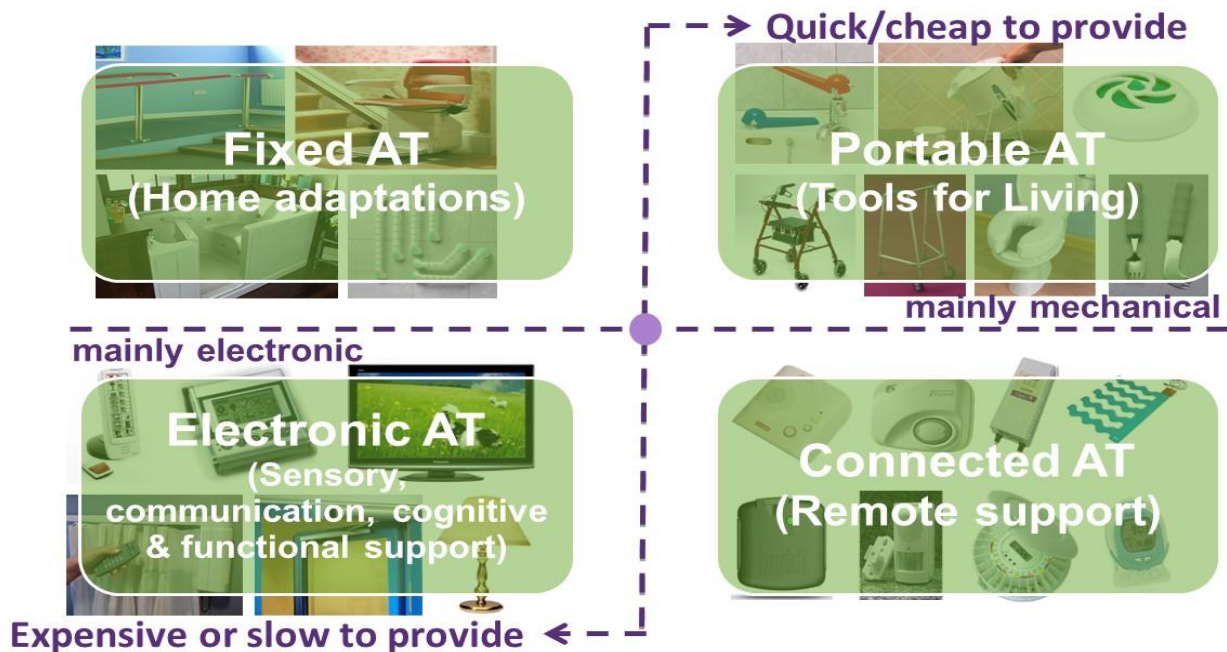 Quick/cheap to provide
Fixed AT
(Home adaptations)
Portable AT
(Tools for Living)
mainly mechanical
mainly electronic
Electronic AT
(Sensory,
communication, cognitive
& functional support)
Connected AT
(Remote support)
Expensive or slow to provide